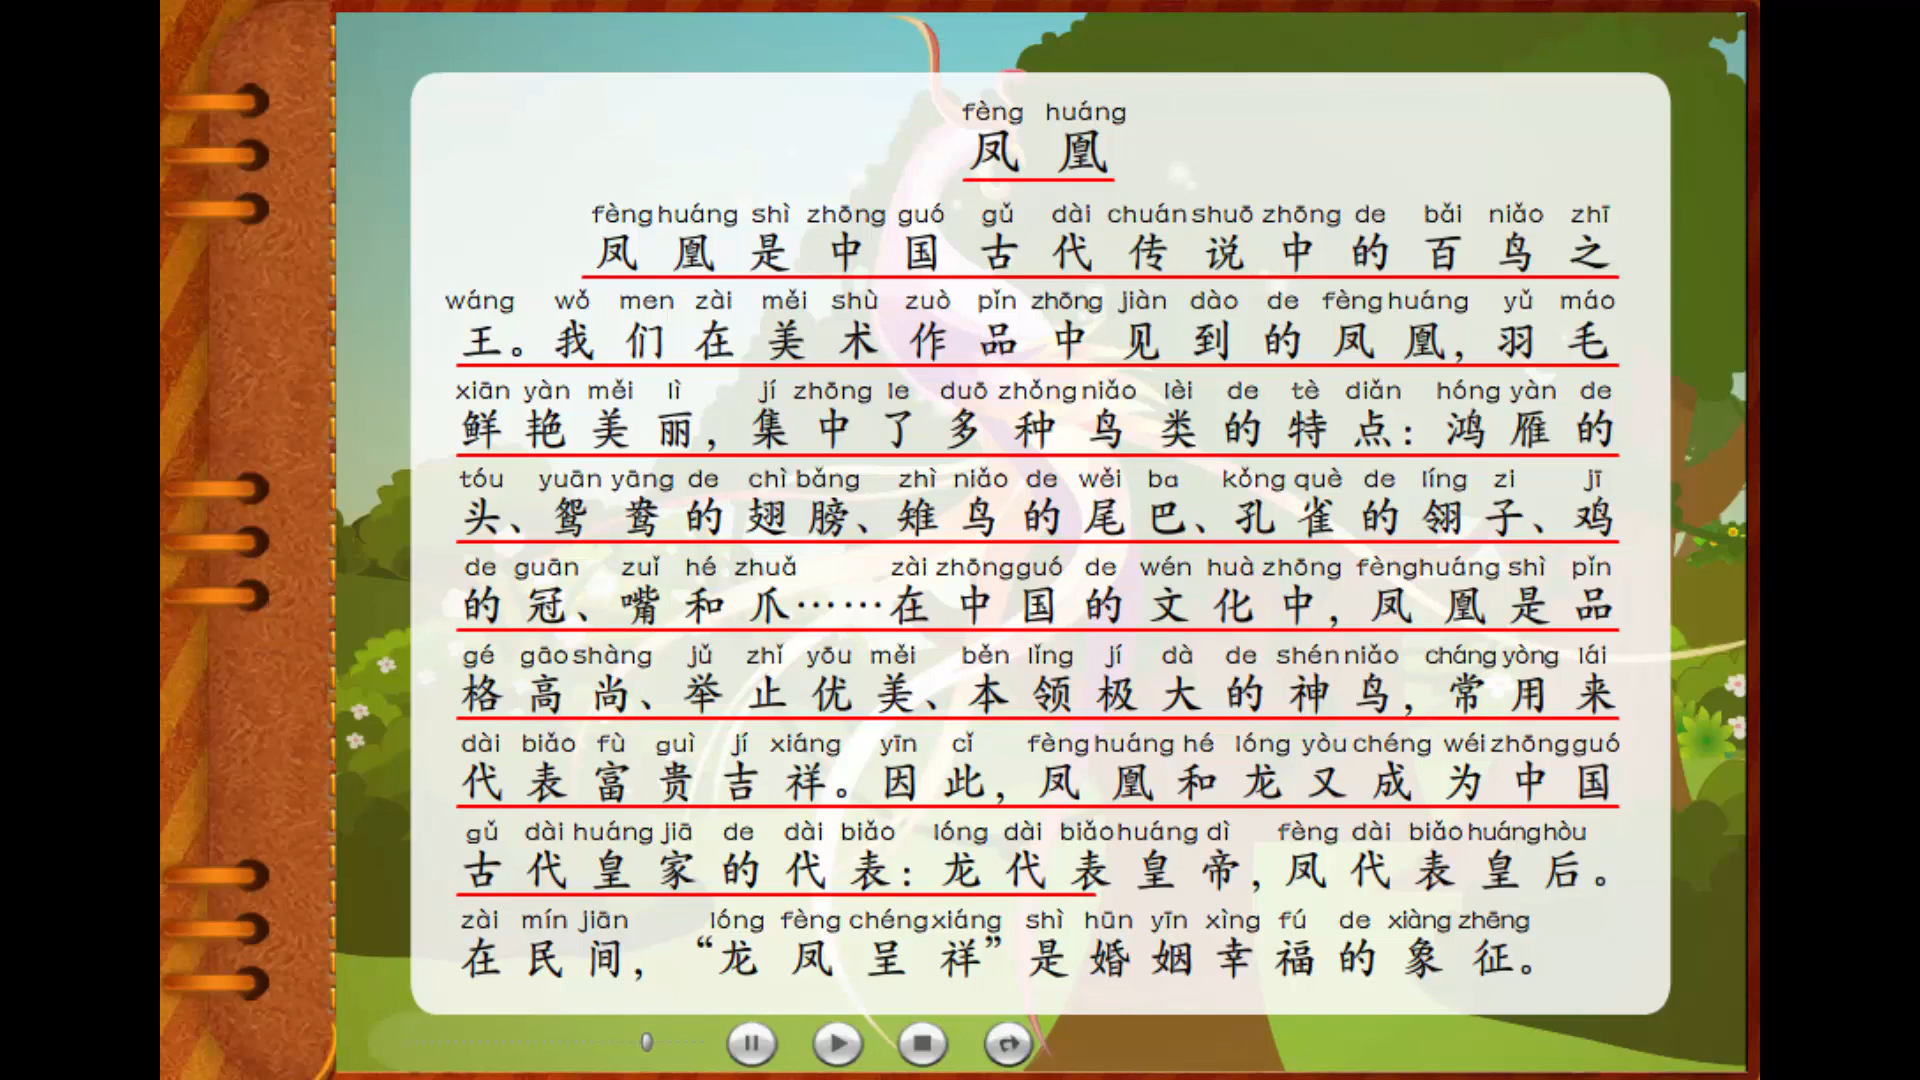 fèng huáng
凤 凰
fèng huáng shì zhōng guó gǔ dài chuán shuō zhōng de bǎi niǎo zhī
凤 凰 是 中 国 古 代 传 说 中 的 百 鸟 之
wáng wǒ men zài měi shù zuò pǐn zhōng jiàn dào de fèng huáng yǔ máo
王。我 们 在 美 术 作 品 中 见 到 的 凤 凰, 羽 毛
xiān yàn měi lì jí zhōng le duō zhǒng niǎo lèi de tè diǎn hóng yàn de
鲜 艳 美 丽, 集 中 了 多 种 鸟 类 的 特 点: 鸿 雁 的
tóu yuān yāng de chì bǎng zhì niǎo de wěi ba kǒng què de líng zi jī
头、鸳 鸯 的 翅 膀、雉 鸟 的 尾 巴、孔 雀 的 翎 子、鸡
de guān zuǐ hé zhuǎ zài zhōng guó de wén huà zhōng fèng huáng shì pǐn
的 冠、嘴 和 爪……在 中 国 的 文 化 中, 凤 凰 是 品
gé gāo shàng jǔ zhǐ yōu měi běn lǐng jí dà de shén niǎo cháng yòng lái
格 高 尚、举 止 优 美、本 领 极 大 的 神 鸟, 常 用 来
dài biǎo fù guì jí xiáng yīn cǐ fèng huáng hé lóng yòu chéng wéi zhōng guó
代 表 富 贵 吉 祥。因 此, 凤 凰 和 龙 又 成 为 中 国
gǔ dài huáng jiā de dài biǎo lóng dài biǎo huáng dì fèng dài biǎo huáng hòu
古 代 皇 家 的 代 表: 龙 代 表 皇 帝, 凤 代 表 皇 后。
zài mín jiān lóng fèng chéng xiáng shì hūn yīn xìng fú de xiàng zhēng
在 民 间, “龙 凤 呈 祥” 是 婚 姻 幸 福 的 象 征。